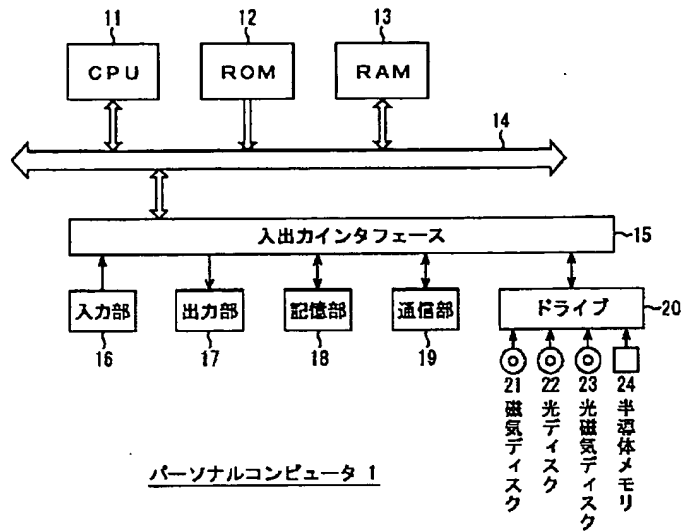 11
12
13
CPU
ROM
RAM
14
入出力インタフェース
15
入力部
出力部
記憶部
通信部
ドライブ
20
16
17
18
19
21
磁気ディスク
22
光ディスク
23
光磁気ディスク
24
半導体メモリ
パーソナルコンピュータ 1